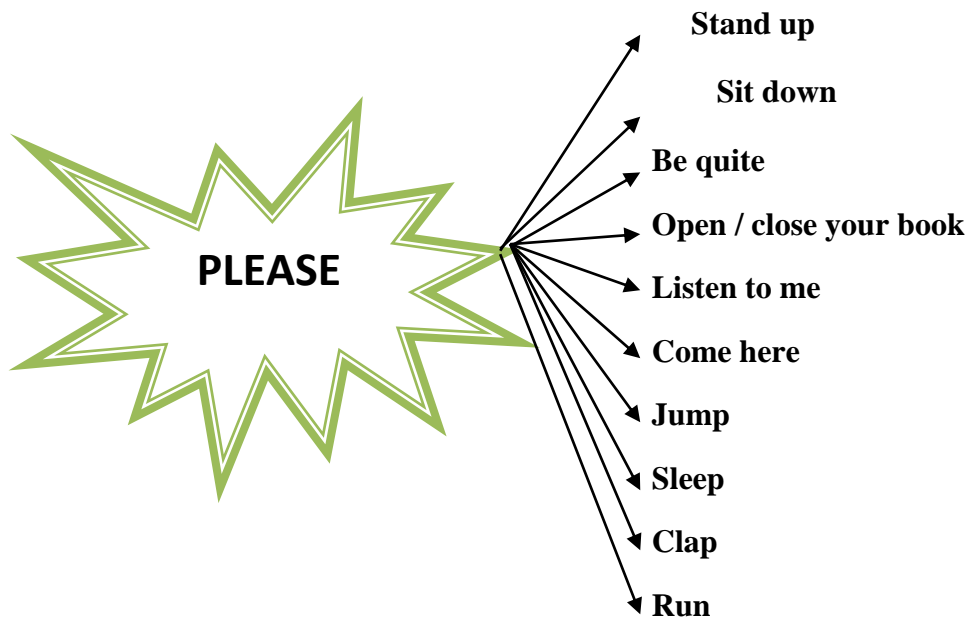 Stand up
Sit down
Be quite
Open / close your book
PLEASE
Listen to me
Come here
Jump
Sleep
Clap
Run